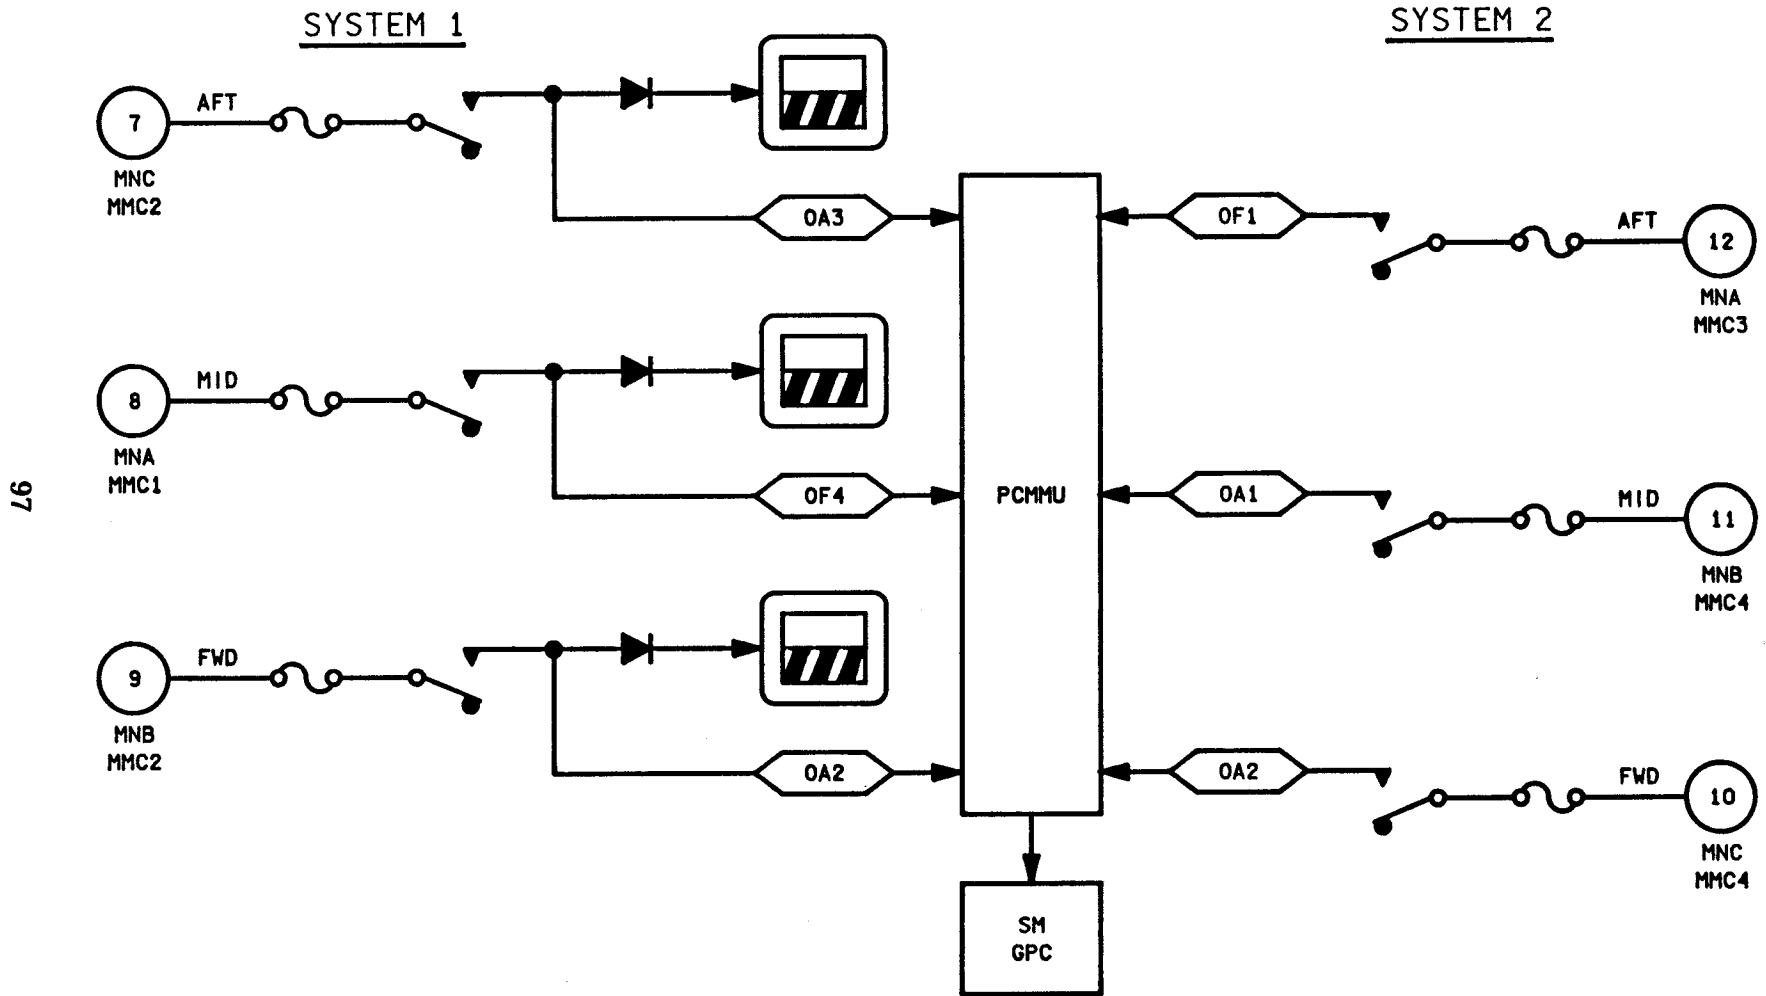 SYSTEM 1
SYSTEM 2
7
AFT
MNC
MMC2
OA3
OF1
AFT
12
MNA
MMC3
8
MID
MNA
MMC1
OF4
PCMMU
OA1
MID
11
MNB
MMC4
9
FWD
MNB
MMC2
OA2
OA2
FWD
10
MNC
MMC4
SM
GPC
97